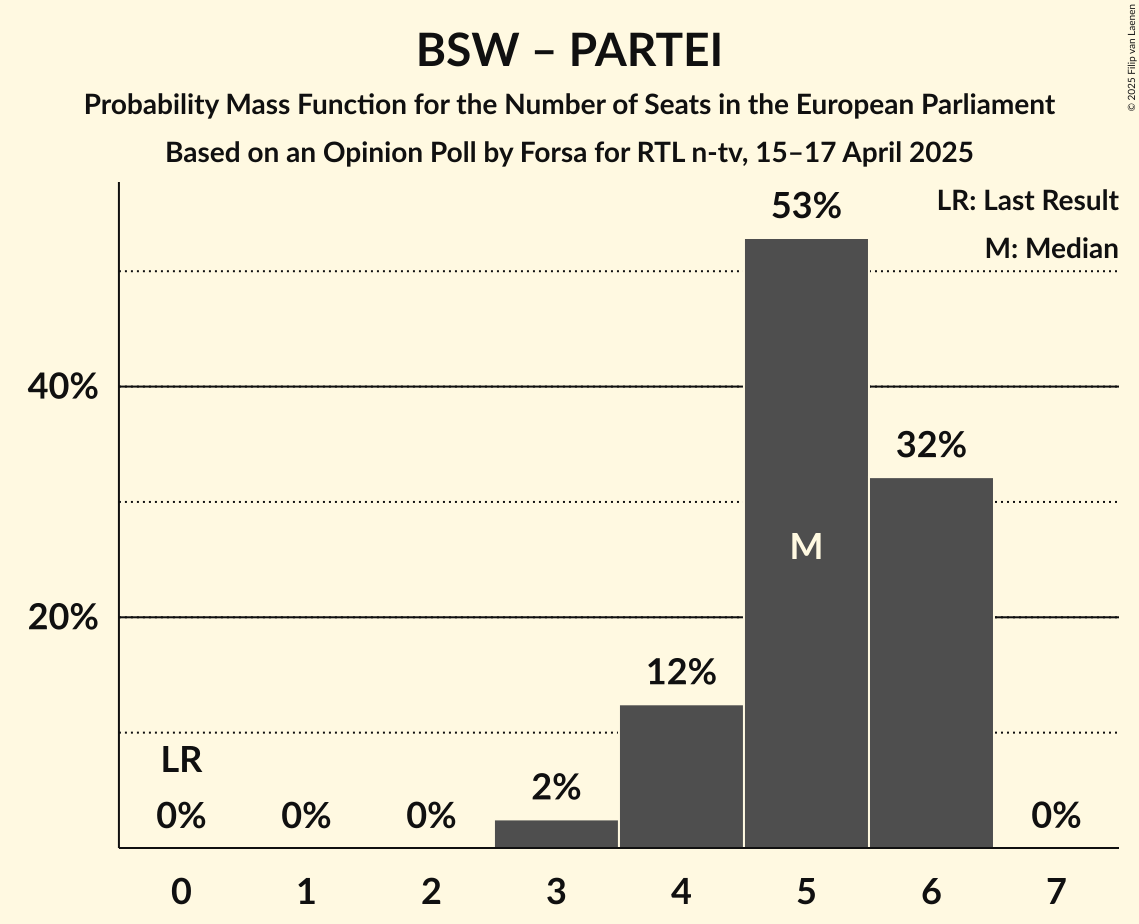 BSW – PARTEI
Probability Mass Function for the Number of Seats in the European Parliament
Based on an Opinion Poll by Forsa for RTL n-tv, 15–17 April 2025
© 2025 Filip van Laenen
LR: Last Result
M: Median
53%
40%
32%
M
20%
12%
LR
2%
0%
0%
0%
0%
0
1
2
3
4
5
6
7